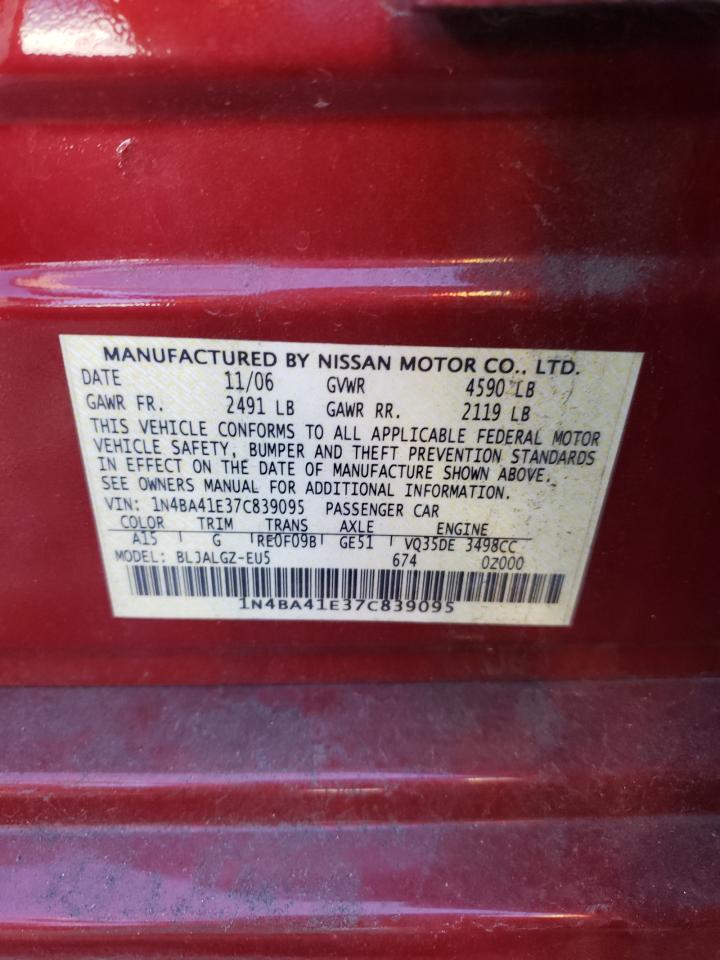 MANUFACTURED BY NISSAN MOTOR CO., LTD.
DATE 11/06 GVWR 4590 LB
GAWR FR. 2491 LB GAWR RR. 2119 LB
THIS VEHICLE CONFORMS TO ALL APPLICABLE FEDERAL MOTOR
VEHICLE SAFETY, BUMPER AND THEFT PREVENTION STANDARDS
IN EFFECT ON THE DATE OF MANUFACTURE SHOWN ABOVE.
SEE OWNERS MANUAL FOR ADDITIONAL INFORMATION.
VIN: 1N4BA41E37C839095 PASSENGER CAR
COLOR TRIM TRANS AXLE ENGINE
A15 G RE0F09B GE51 VQ35DE 3498CC
MODEL: BLJALGZ-EU5 674 0Z000
1N4BA41E37C839095